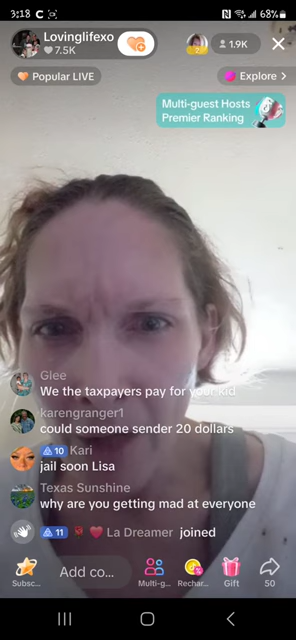 3:18
68%
Lovinglifexo
7.5K
1.9K
Popular LIVE
Explore
Multi-guest Hosts
Premier Ranking
Glee
We the taxpayers pay for your kid
karengranger1
could someone sender 20 dollars
10 Kari
jail soon Lisa
Texas Sunshine
why are you getting mad at everyone
11 La Dreamer joined
Subsc...
Add co...
Multi-g...
Rechar...
Gift
50